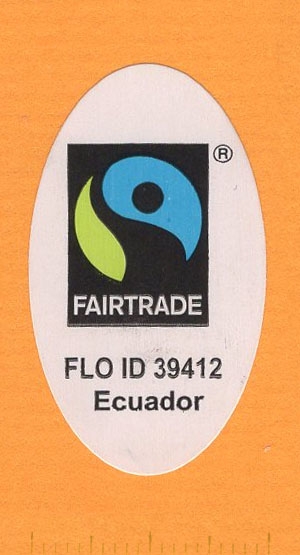 ®
FAIRTRADE
FLO ID 39412
Ecuador